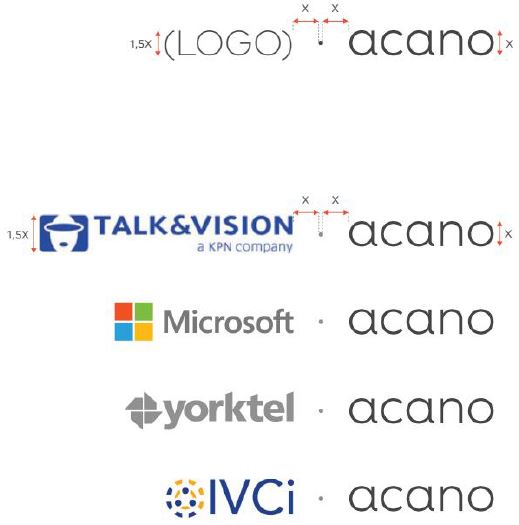 X X
1,5X (LOGO) acano X
X X
1,5X TALK&VISION acano X
a KPN company
Microsoft acano
yorktel acano
IVCi acano